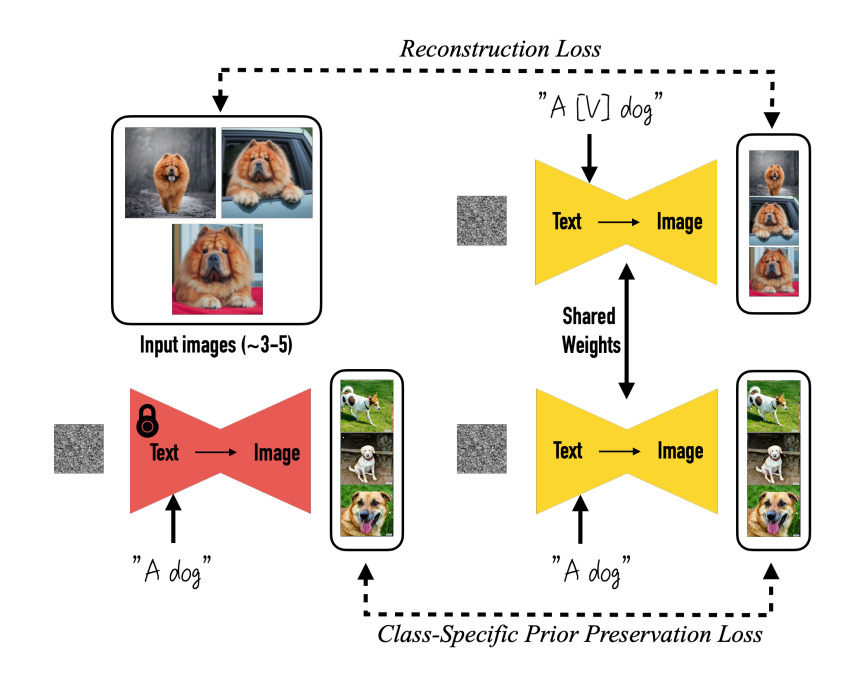 Reconstruction Loss
"A [V] dog"
Text
Image
Input images (~3-5)
Shared
Weights
Text
Image
Text
Image
"A dog"
"A dog"
Class-Specific Prior Preservation Loss